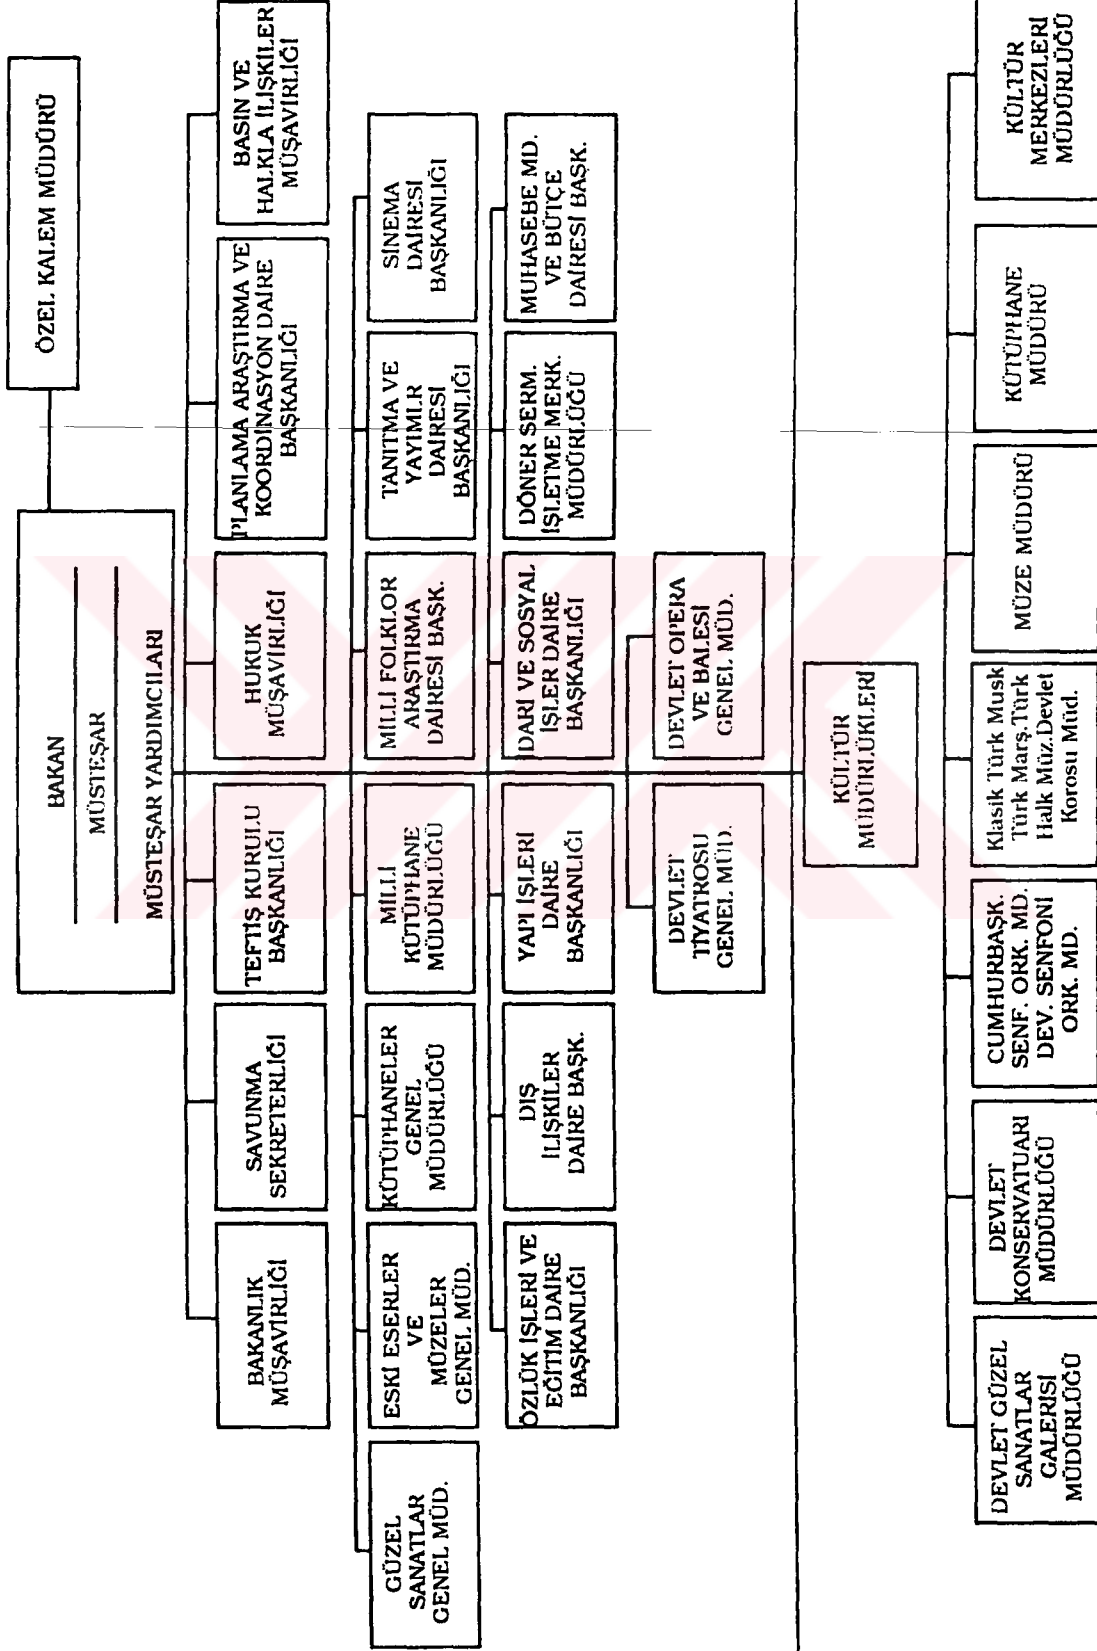 ÖZEL KALEM MÜDÜRÜ
BAKAN
MÜSTEŞAR
MÜSTEŞAR YARDIMCILARI
BAKANLIK
MÜŞAVİRLİĞİ
SAVUNMA
SEKRETERLİĞİ
TEFTİŞ KURULU
BAŞKANLIĞI
HUKUK
MÜŞAVİRLİĞİ
PLANLAMA ARAŞTIRMA VE
KOORDİNASYON DAİRE
BAŞKANLIĞI
BASIN VE
HALKLA İLİŞKİLER
MÜŞAVİRLİĞİ
GÜZEL
SANATLAR
GENEL MÜD.
ESKİ ESERLER
VE
MÜZELER
GENEL MÜD.
KÜTÜPHANELER
GENEL
MÜDÜRLÜĞÜ
MİLLİ
KÜTÜPHANE
MÜDÜRLÜĞÜ
MİLLİ FOLKLOR
ARAŞTIRMA
DAİRESİ BAŞK.
TANITMA VE
YAYIMLR
DAİRESİ
BAŞKANLIĞI
SİNEMA
DAİRESİ
BAŞKANLIĞI
ÖZLÜK İŞLERİ VE
EĞİTİM DAİRE
BAŞKANLIĞI
DIŞ
İLİŞKİLER
DAİRE BAŞK.
YAPI İŞLERİ
DAİRE
BAŞKANLIĞI
İDARİ VE SOSYAL
İŞLER DAİRE
BAŞKANLIĞI
DÖNER SERM.
İŞLETME MERK.
MÜDÜRLÜĞÜ
MUHASEBE MD.
VE BÜTÇE
DAİRESİ BAŞK.
DEVLET
TİYATROSU
GENEL MÜD.
DEVLET OPERA
VE BALESİ
GENEL MÜD.
KÜLTÜR
MÜDÜRLÜKLERİ
DEVLET GÜZEL
SANATLAR
GALERİSİ
MÜDÜRLÜĞÜ
DEVLET
KONSERVATUARI
MÜDÜRLÜĞÜ
CUMHURBAŞK.
SENF. ORK. MD.
DEV. SENFONİ
ORK. MD.
Klasik Türk Musk
Türk Marş.Türk
Halk Müz.Devlet
Korosu Müd.
MÜZE MÜDÜRÜ
KÜTÜPHANE
MÜDÜRÜ
KÜLTÜR
MERKEZLERİ
MÜDÜRLÜĞÜ